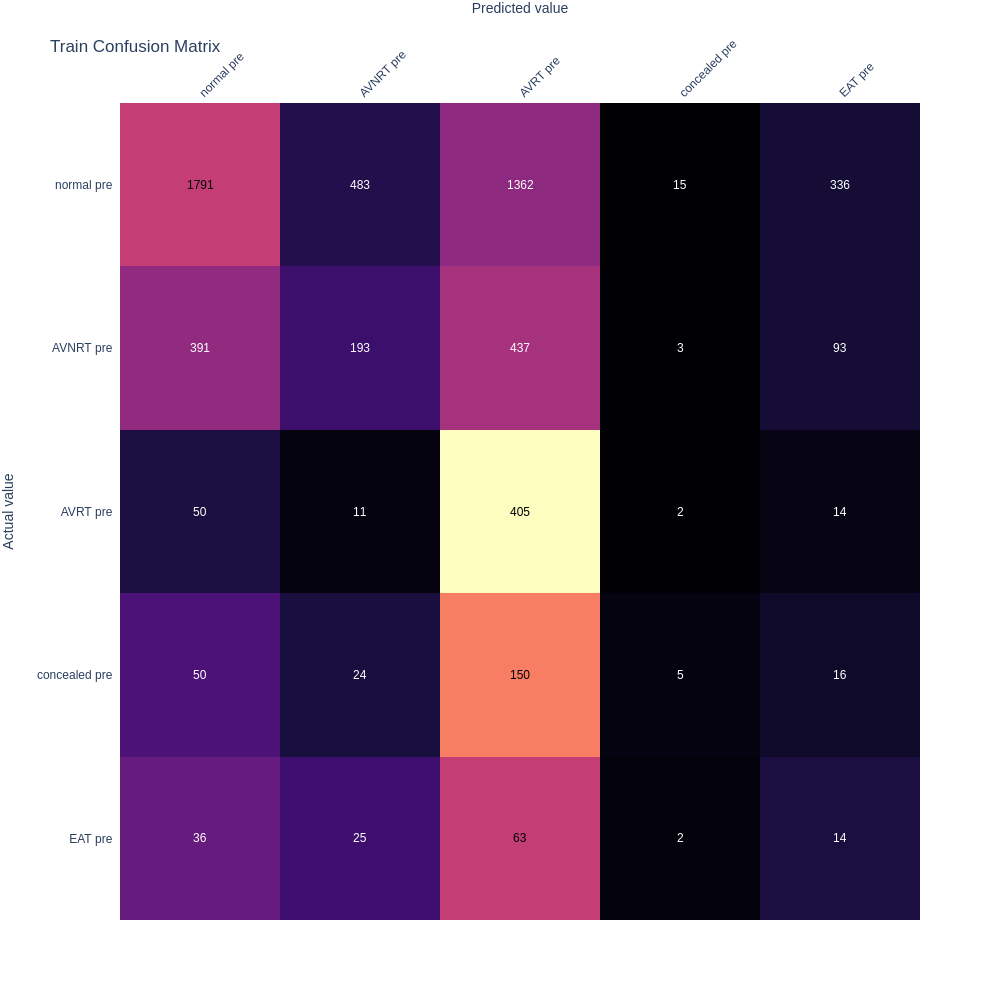 Predicted value
Train Confusion Matrix
normal pre AVNRT pre AVRT pre concealed pre EAT pre
normal pre 1791 483 1362 15 336
AVNRT pre 391 193 437 3 93
AVRT pre 50 11 405 2 14
concealed pre 50 24 150 5 16
EAT pre 36 25 63 2 14
Actual value